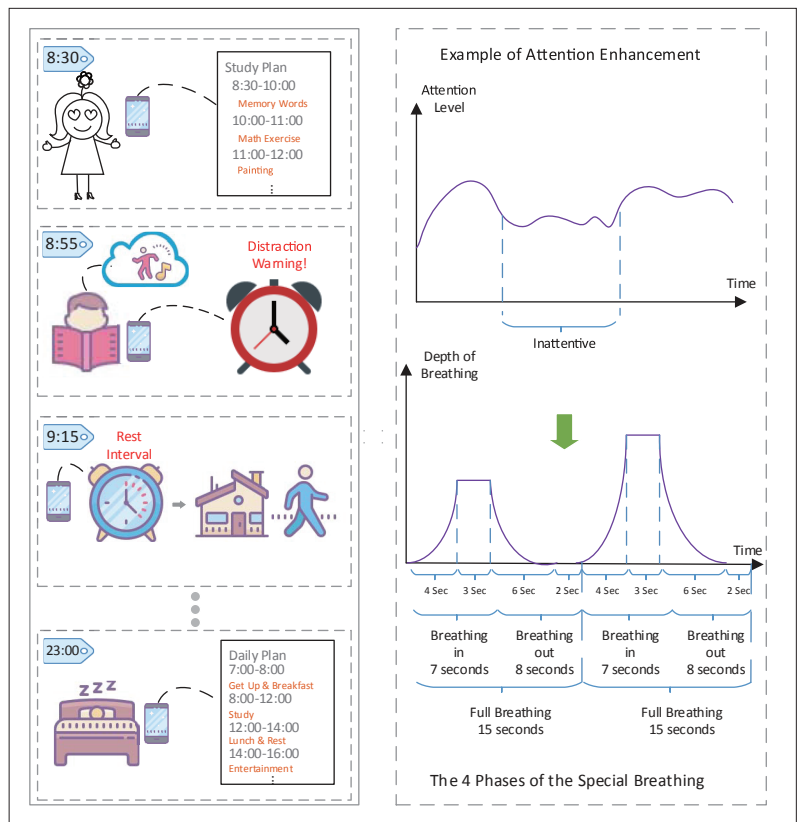 8:30
Study Plan
8:30-10:00
Memory Words
10:00-11:00
Math Exercise
11:00-12:00
Painting
8:55
Distraction
Warning!
9:15
Rest
Interval
23:00
zzz
Daily Plan
7:00-8:00
Get Up & Breakfast
8:00-12:00
Study
12:00-14:00
Lunch & Rest
14:00-16:00
Entertainment
Example of Attention Enhancement
Attention
Level
Time
Inattentive
Depth of
Breathing
Time
4 Sec 3 Sec 6 Sec 2 Sec 4 Sec 3 Sec 6 Sec 2 Sec
Breathing Breathing Breathing Breathing
in out in out
7 seconds 8 seconds 7 seconds 8 seconds
Full Breathing Full Breathing
15 seconds 15 seconds
The 4 Phases of the Special Breathing